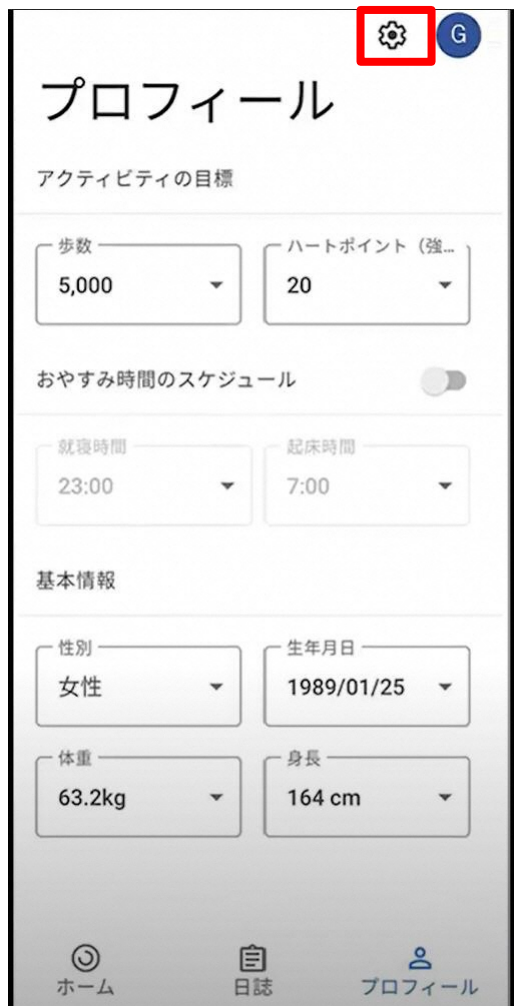 G
プロフィール
アクティビティの目標
歩数
ハートポイント（強...
5,000
20
おやすみ時間のスケジュール
就寝時間
起床時間
23:00
7:00
基本情報
性別
生年月日
女性
1989/01/25
体重
身長
63.2kg
164 cm
ホーム
日誌
プロフィール